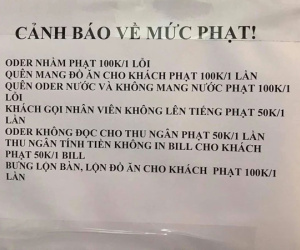 CẢNH BÁO VỀ MỨC PHẠT!
ODER NHẦM PHẠT 100K/1 LỖI
QUÊN MANG ĐỒ ĂN CHO KHÁCH PHẠT 100K/1 LẦN
QUÊN ODER NƯỚC VÀ KHÔNG MANG NƯỚC PHẠT 100K/1
LỖI
KHÁCH GỌI NHÂN VIÊN KHÔNG LÊN TIẾNG PHẠT 50K/1
LẦN
ODER KHÔNG ĐỌC CHO THU NGÂN PHẠT 50K/1 LẦN
THU NGÂN TÍNH TIỀN KHÔNG IN BILL CHO KHÁCH
PHẠT 50K/1 BILL
BƯNG LỘN BÀN, LỘN ĐỒ ĂN CHO KHÁCH PHẠT 100K/1
LẦN